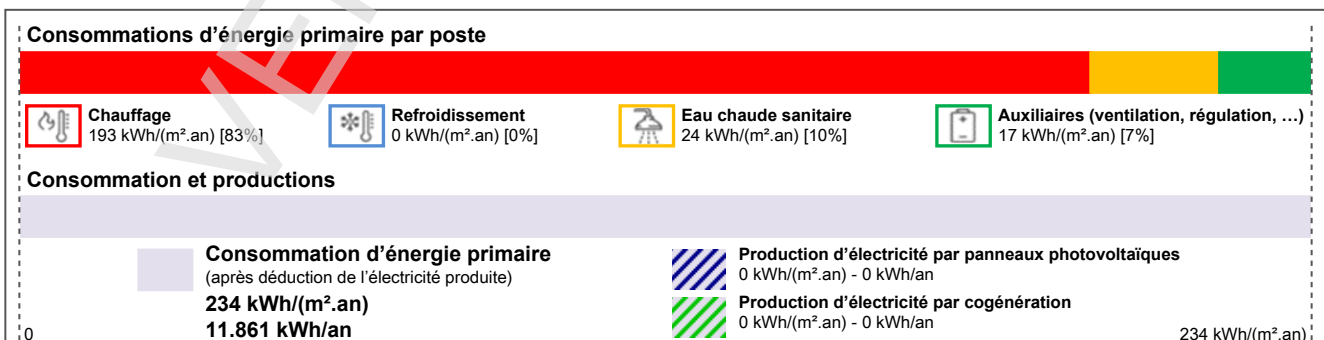 Consommations d'énergie primaire par poste
Chauffage
193 kWh/(m².an) [83%]
Refroidissement
0 kWh/(m².an) [0%]
Eau chaude sanitaire
24 kWh/(m².an) [10%]
Auxiliaires (ventilation, régulation, …)
17 kWh/(m².an) [7%]
Consommation et productions
Consommation d'énergie primaire
(après déduction de l'électricité produite)
234 kWh/(m².an)
11.861 kWh/an
Production d'électricité par panneaux photovoltaïques
0 kWh/(m².an) - 0 kWh/an
Production d'électricité par cogénération
0 kWh/(m².an) - 0 kWh/an
0
234 kWh/(m².an)